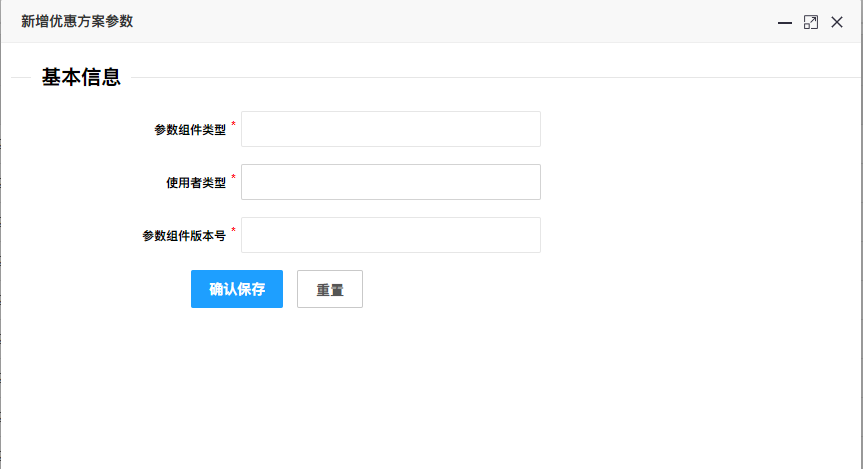 新增优惠方案参数
基本信息
参数组件类型 *
使用者类型 *
参数组件版本号 *
确认保存 重置